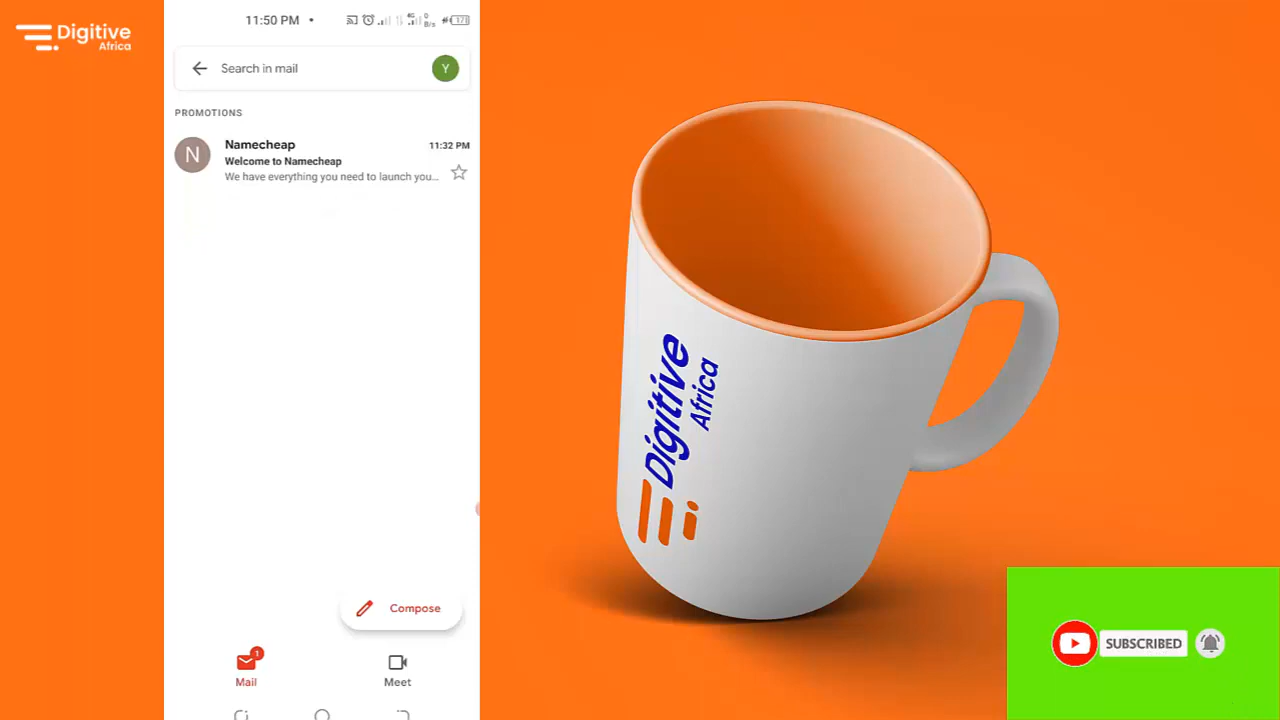 Digitive
Africa
11:50 PM
Search in mail
Y
PROMOTIONS
N
Namecheap
11:32 PM
Welcome to Namecheap
We have everything you need to launch you...
Compose
1
Mail
Meet
Digitive
Africa
SUBSCRIBED